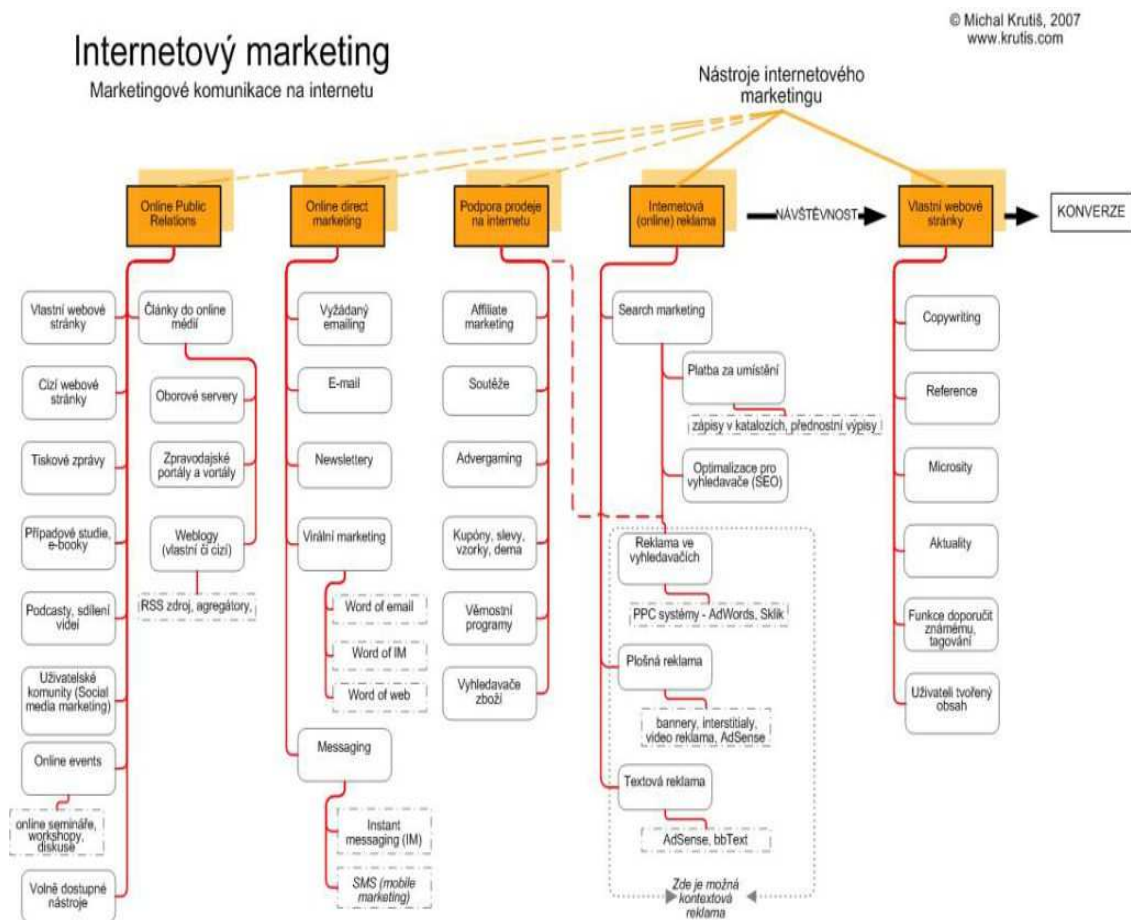 © Michal Krutiš, 2007
www.krutis.com
Internetový marketing
Marketingové komunikace na internetu
Nástroje internetového
marketingu
Online Public
Relations
Online direct
marketing
Podpora prodeje
na internetu
Internetová
(online) reklama
NÁVŠTĚVNOST
Vlastní webové
stránky
KONVERZE
Vlastní webové
stránky
Cizí webové
stránky
Tiskové zprávy
Případové studie,
e-booky
Podcasty, sdílení
videí
Uživatelské
komunity (Social
media marketing)
Online events
online semináře,
workshopy,
diskuse
Volně dostupné
nástroje
Články do online
médií
Oborové servery
Zpravodajské
portály a vortály
Weblogy
(vlastní či cizí)
RSS zdroj, agregátory,
Vyžádaný
emailing
E-mail
Newslettery
Virální marketing
Word of email
Word of IM
Word of web
Messaging
Instant
messaging (IM)
SMS (mobile
marketing)
Affiliate
marketing
Soutěže
Advergaming
Kupóny, slevy,
vzorky, dema
Věrnostní
programy
Vyhledavače
zboží
Search marketing
Platba za umístění
zápisy v katalozích, přednostní výpisy
Optimalizace pro
vyhledavače (SEO)
Reklama ve
vyhledavačích
PPC systémy - AdWords, Sklik
Plošná reklama
bannery, interstitialy,
video reklama, AdSense
Textová reklama
AdSense, bbText
Zde je možná
kontextová
reklama
Copywriting
Reference
Microsity
Aktuality
Funkce doporučit
známému,
tagování
Uživateli tvořený
obsah